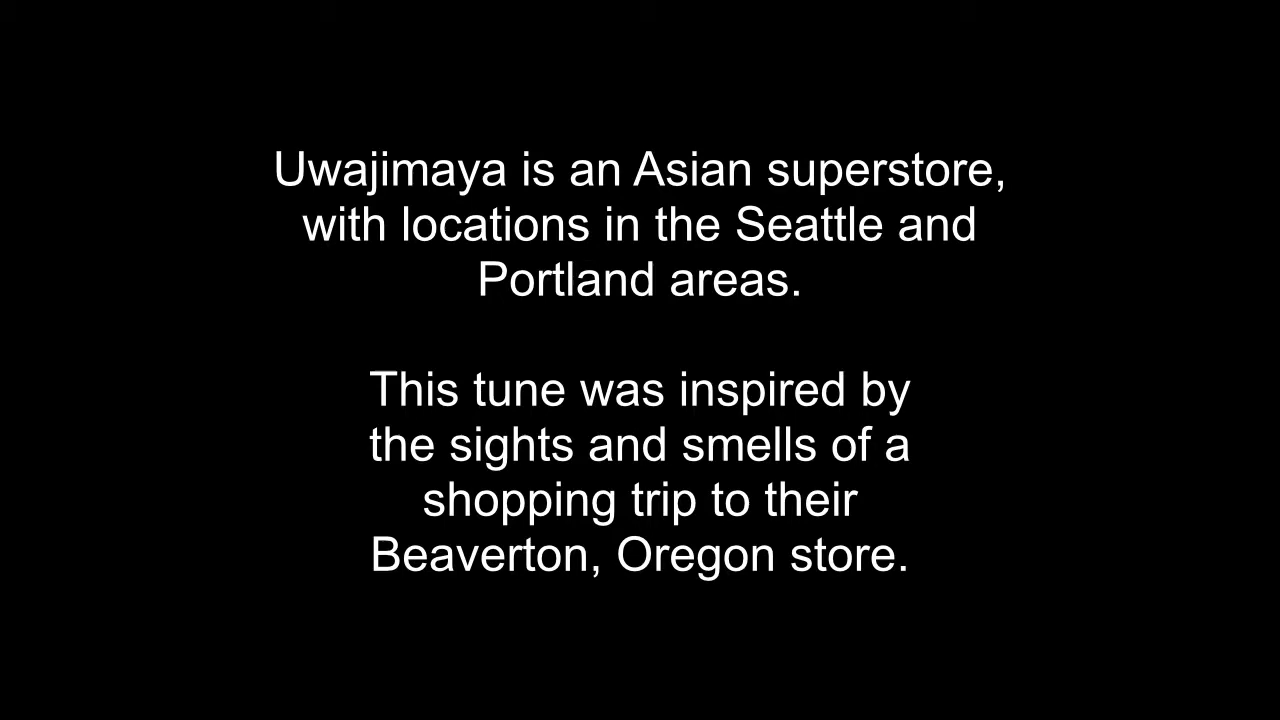 Uwajimaya is an Asian superstore,
with locations in the Seattle and
Portland areas.
This tune was inspired by
the sights and smells of a
shopping trip to their
Beaverton, Oregon store.